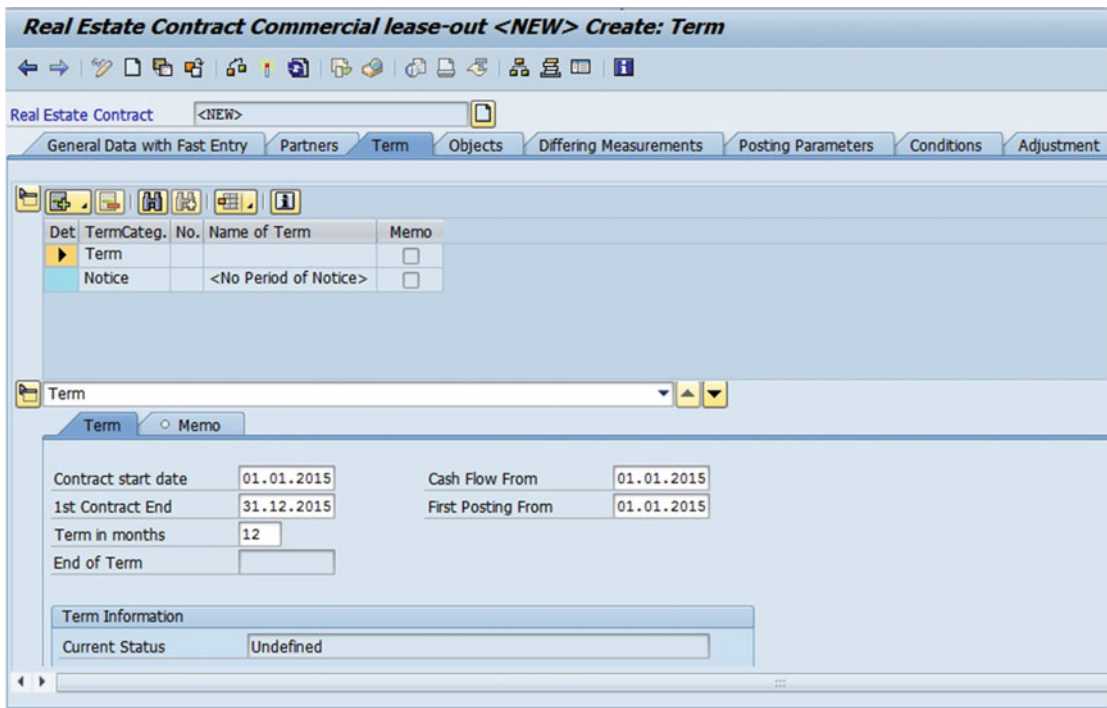 Real Estate Contract Commercial lease-out <NEW> Create: Term
Real Estate Contract <NEW>
General Data with Fast Entry Partners Term Objects Differing Measurements Posting Parameters Conditions Adjustment
Det TermCateg. No. Name of Term Memo
Term
Notice <No Period of Notice>
Term
Term Memo
Contract start date 01.01.2015 Cash Flow From 01.01.2015
1st Contract End 31.12.2015 First Posting From 01.01.2015
Term in months 12
End of Term
Term Information
Current Status Undefined